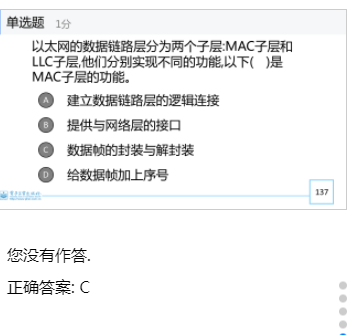 单选题 1分
以太网的数据链路层分为两个子层:MAC子层和
LLC子层,他们分别实现不同的功能,以下( )是
MAC子层的功能。
A 建立数据链路层的逻辑连接
B 提供与网络层的接口
C 数据帧的封装与解封装
D 给数据帧加上序号
137
您没有作答.
正确答案: C